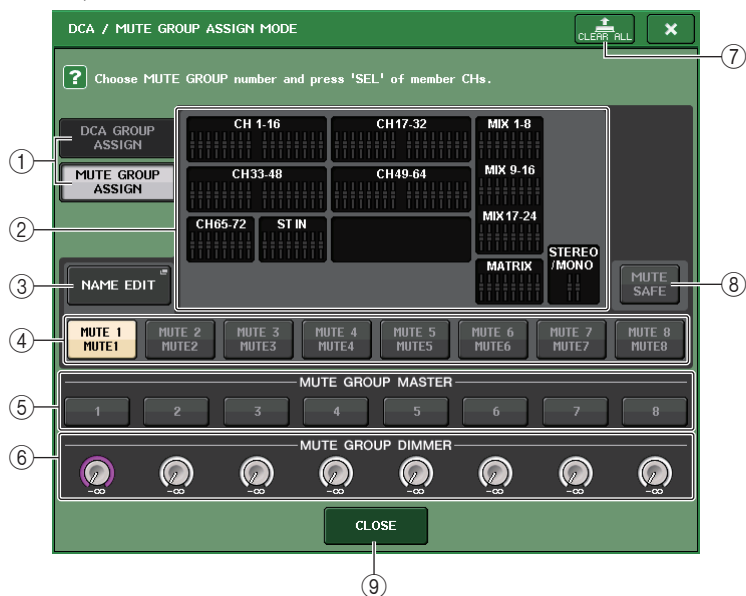 DCA / MUTE GROUP ASSIGN MODE
CLEAR ALL
×
⑦
? Choose MUTE GROUP number and press 'SEL' of member CHs.
①
DCA GROUP
ASSIGN
MUTE GROUP
ASSIGN
②
CH 1-16
CH17-32
MIX 1-8
CH33-48
CH49-64
MIX 9-16
CH65-72
ST IN
MIX 17-24
MATRIX
STEREO
/MONO
③
NAME EDIT
MUTE
SAFE
⑧
④
MUTE 1
MUTE1
MUTE 2
MUTE2
MUTE 3
MUTE3
MUTE 4
MUTE4
MUTE 5
MUTE5
MUTE 6
MUTE6
MUTE 7
MUTE7
MUTE 8
MUTE8
⑤
MUTE GROUP MASTER
1 2 3 4 5 6 7 8
⑥
MUTE GROUP DIMMER
-∞ -∞ -∞ -∞ -∞ -∞ -∞ -∞
CLOSE
⑨